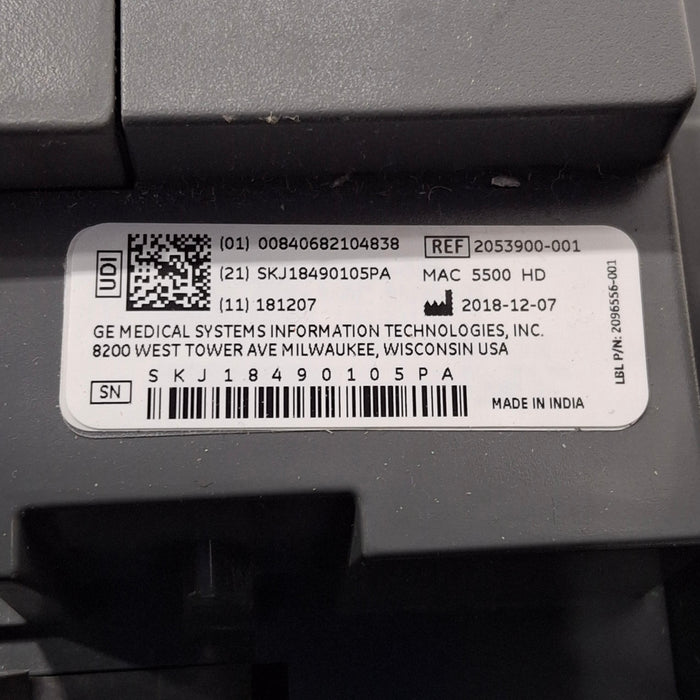 UDI
(01) 00840682104838
REF 2053900-001
(21) SKJ18490105PA
MAC 5500 HD
(11) 181207
2018-12-07
GE MEDICAL SYSTEMS INFORMATION TECHNOLOGIES, INC.
8200 WEST TOWER AVE MILWAUKEE, WISCONSIN USA
SKJ18490105PA
SN
MADE IN INDIA
LBL P/N: 2096556-001